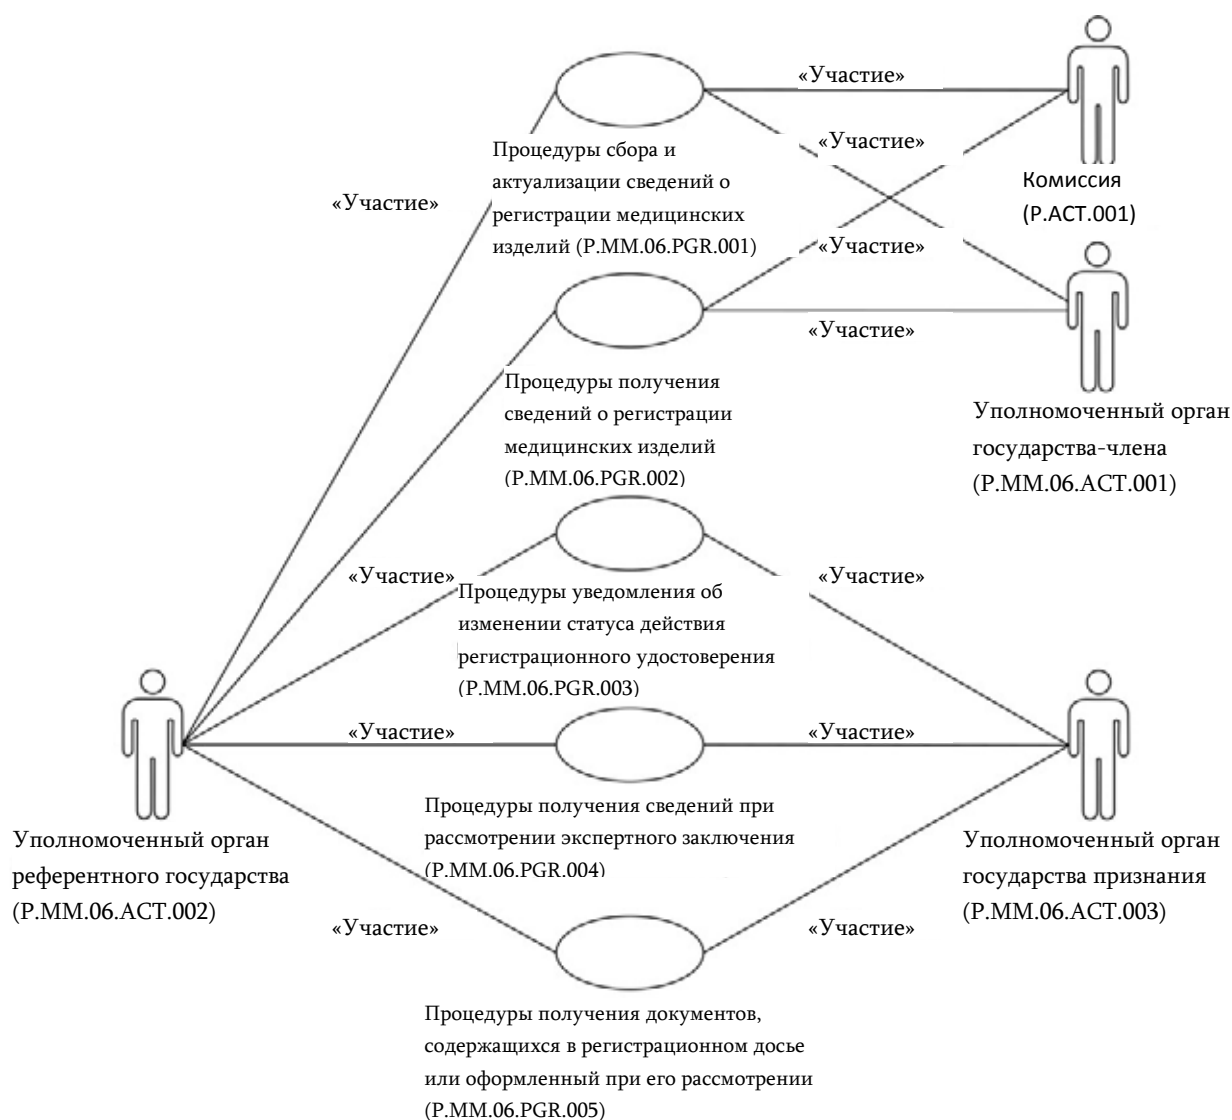 «Участие»
«Участие»
Процедуры сбора и
актуализации сведений о
регистрации медицинских
изделий (P.MM.06.PGR.001)
Комиссия
(P.ACT.001)
«Участие»
«Участие»
«Участие»
Процедуры получения
сведений о регистрации
медицинских изделий
(P.MM.06.PGR.002)
Уполномоченный орган
государства-члена
(P.MM.06.ACT.001)
«Участие»
«Участие»
Процедуры уведомления об
изменении статуса действия
регистрационного удостоверения
(P.MM.06.PGR.003)
«Участие»
«Участие»
Процедуры получения сведений при
рассмотрении экспертного заключения
(P.MM.06.PGR.004)
Уполномоченный орган
референтного государства
(P.MM.06.ACT.002)
Уполномоченный орган
государства признания
(P.MM.06.ACT.003)
«Участие»
«Участие»
Процедуры получения документов,
содержащихся в регистрационном досье
или оформленный при его рассмотрении
(P.MM.06.PGR.005)